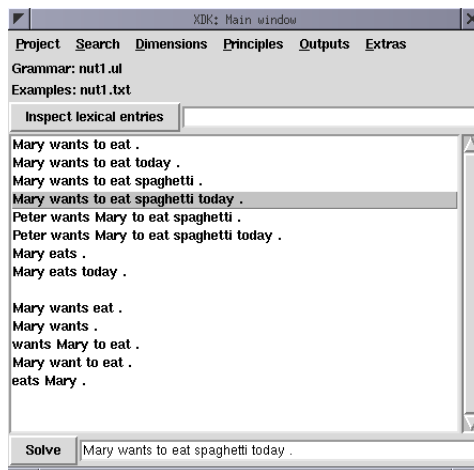 XDK: Main window
Project Search Dimensions Principles Outputs Extras
Grammar: nut1.ul
Examples: nut1.txt
Inspect lexical entries
Mary wants to eat .
Mary wants to eat today .
Mary wants to eat spaghetti .
Mary wants to eat spaghetti today .
Peter wants Mary to eat spaghetti .
Peter wants Mary to eat spaghetti today .
Mary eats .
Mary eats today .
Mary wants eat .
Mary wants .
wants Mary to eat .
Mary want to eat .
eats Mary .
Solve Mary wants to eat spaghetti today .